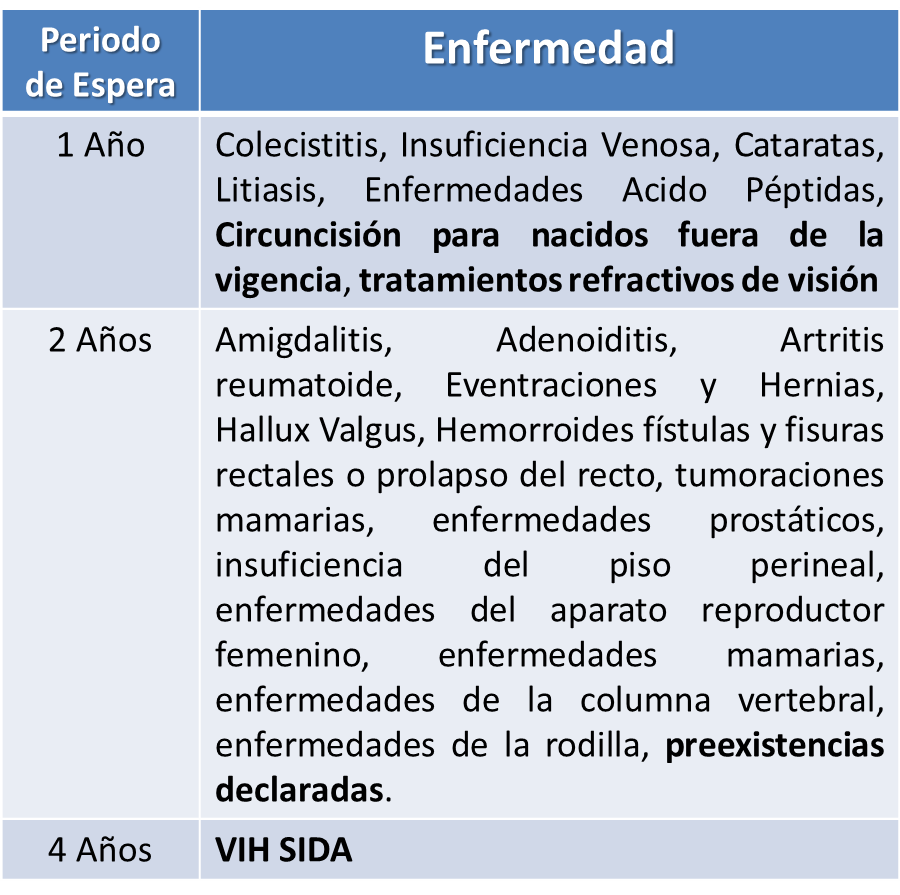 Periodo
de Espera
Enfermedad
1 Año
Colecistitis, Insuficiencia Venosa, Cataratas,
Litiasis, Enfermedades Acido Péptidas,
Circuncisión para nacidos fuera de la
vigencia, tratamientos refractivos de visión
2 Años
Amigdalitis, Adenoiditis, Artritis
reumatoide, Eventraciones y Hernias,
Hallux Valgus, Hemorroides fístulas y fisuras
rectales o prolapso del recto, tumoraciones
mamarias, enfermedades prostáticos,
insuficiencia del piso perineal,
enfermedades del aparato reproductor
femenino, enfermedades mamarias,
enfermedades de la columna vertebral,
enfermedades de la rodilla, preexistencias
declaradas.
4 Años
VIH SIDA